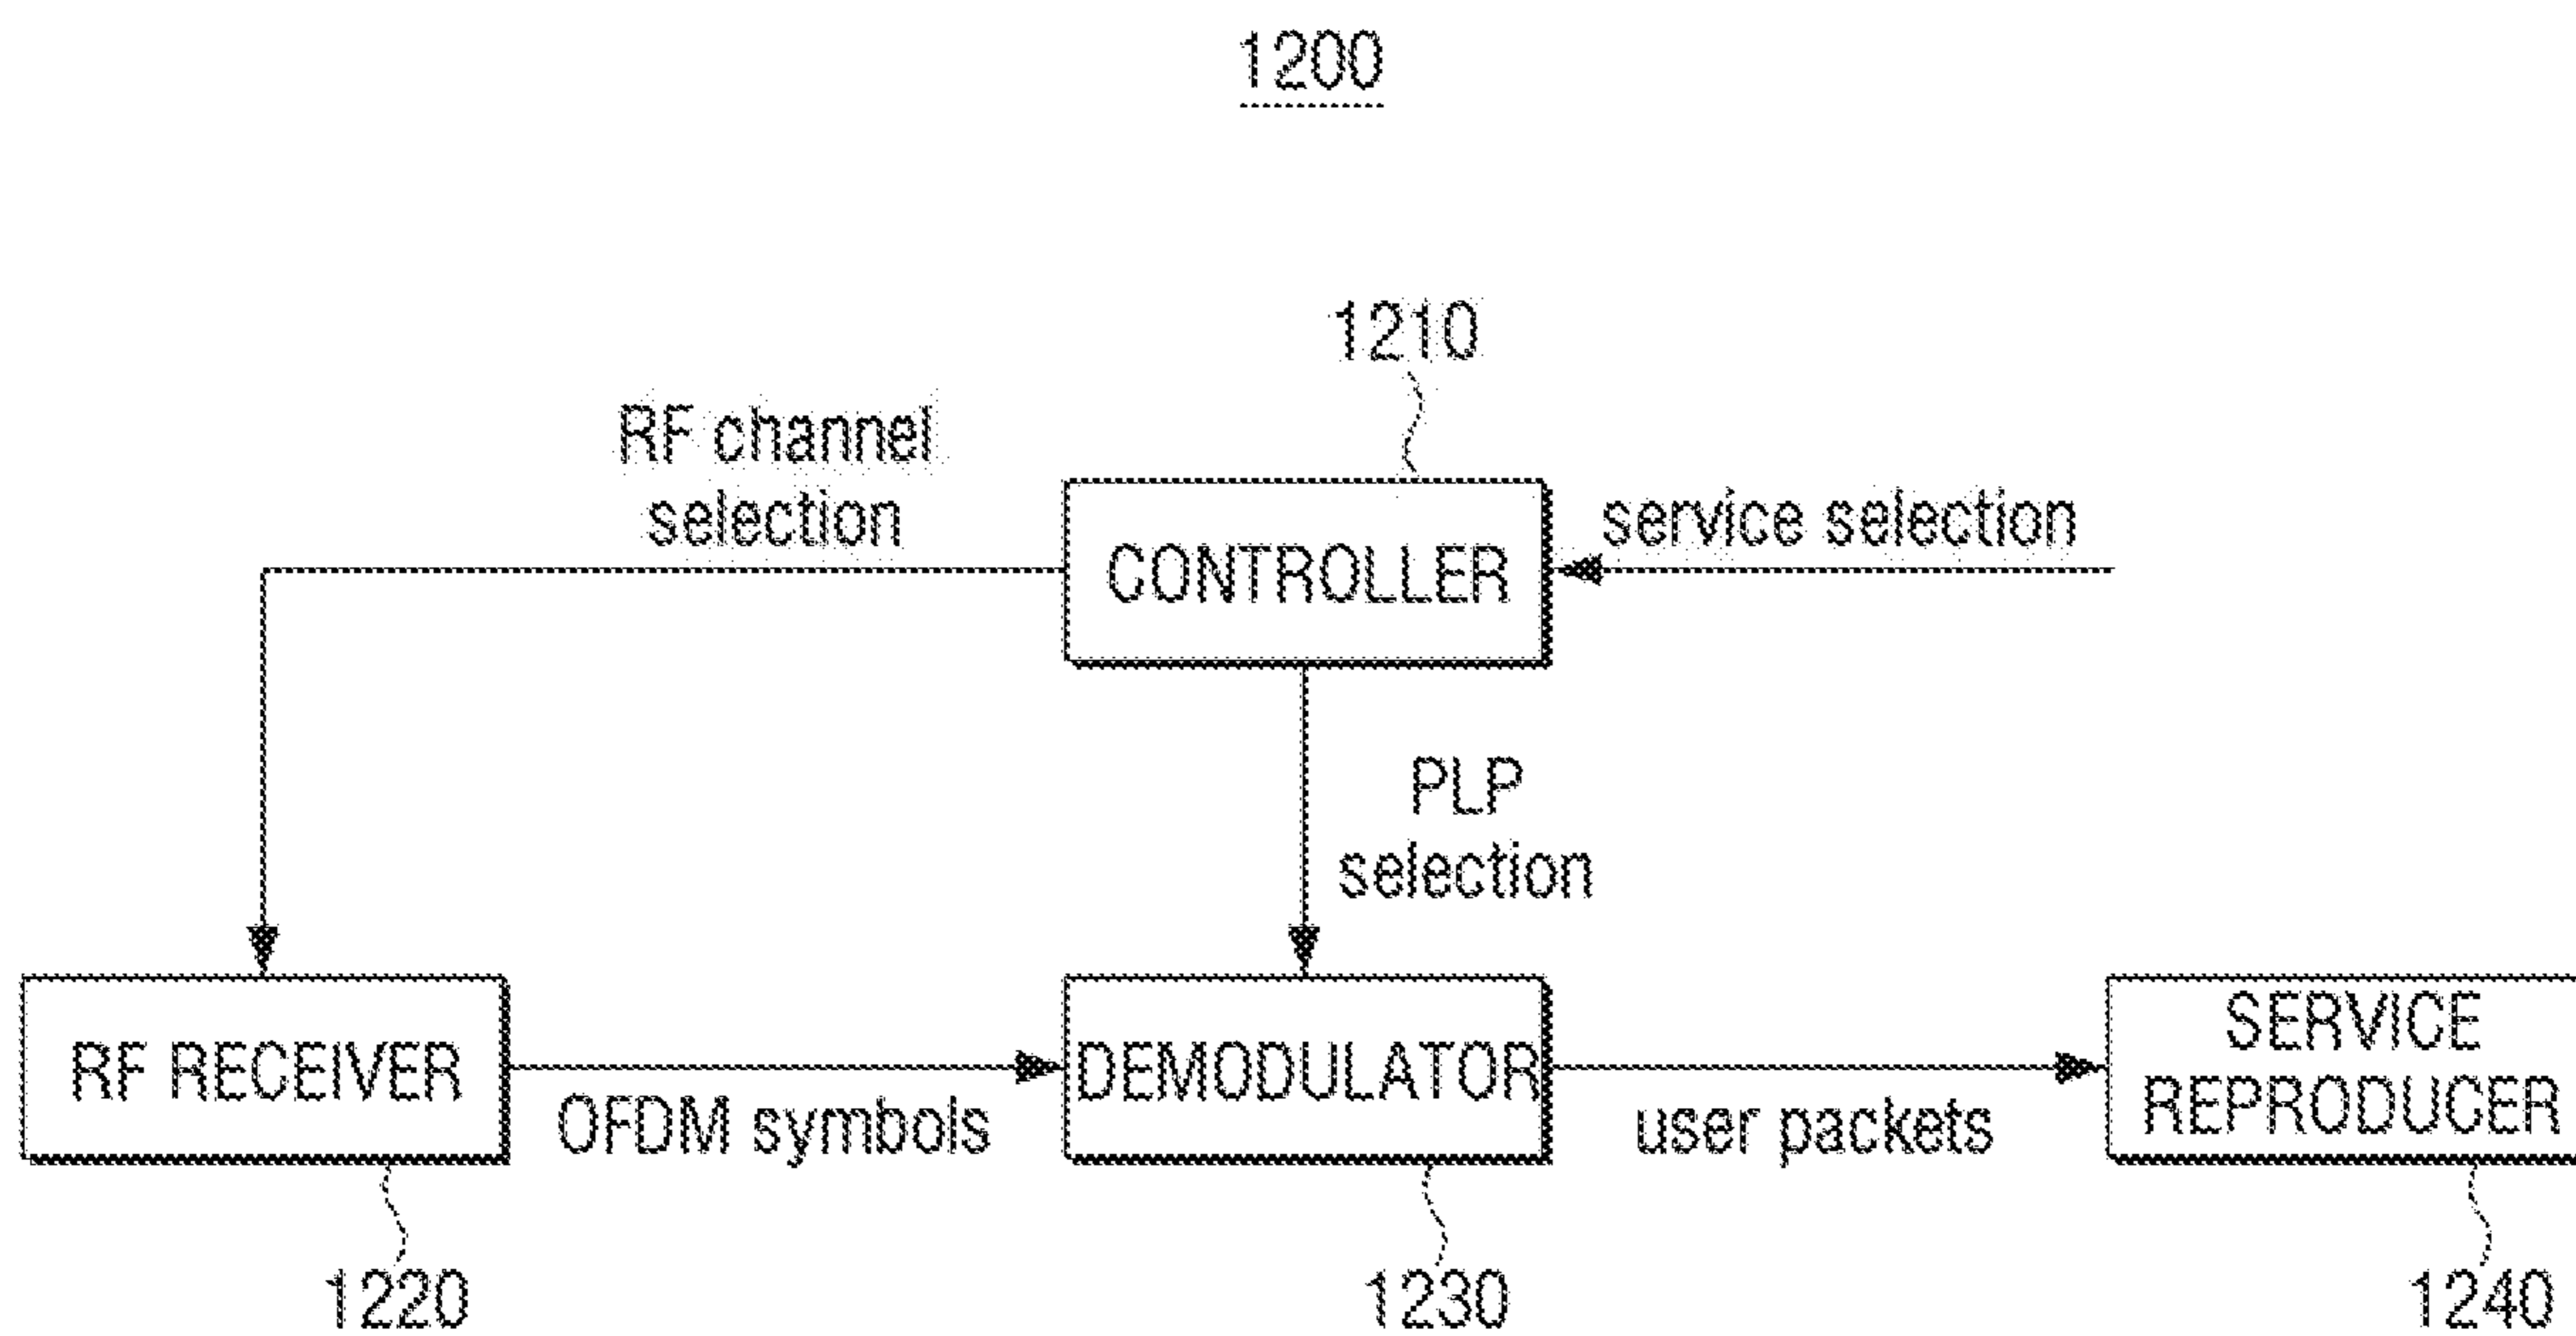 1200
1210
RF channel
selection
CONTROLLER
service selection
PLP
selection
RF RECEIVER
OFDM symbols
DEMODULATOR
user packets
SERVICE
REPRODUCER
1220
1230
1240